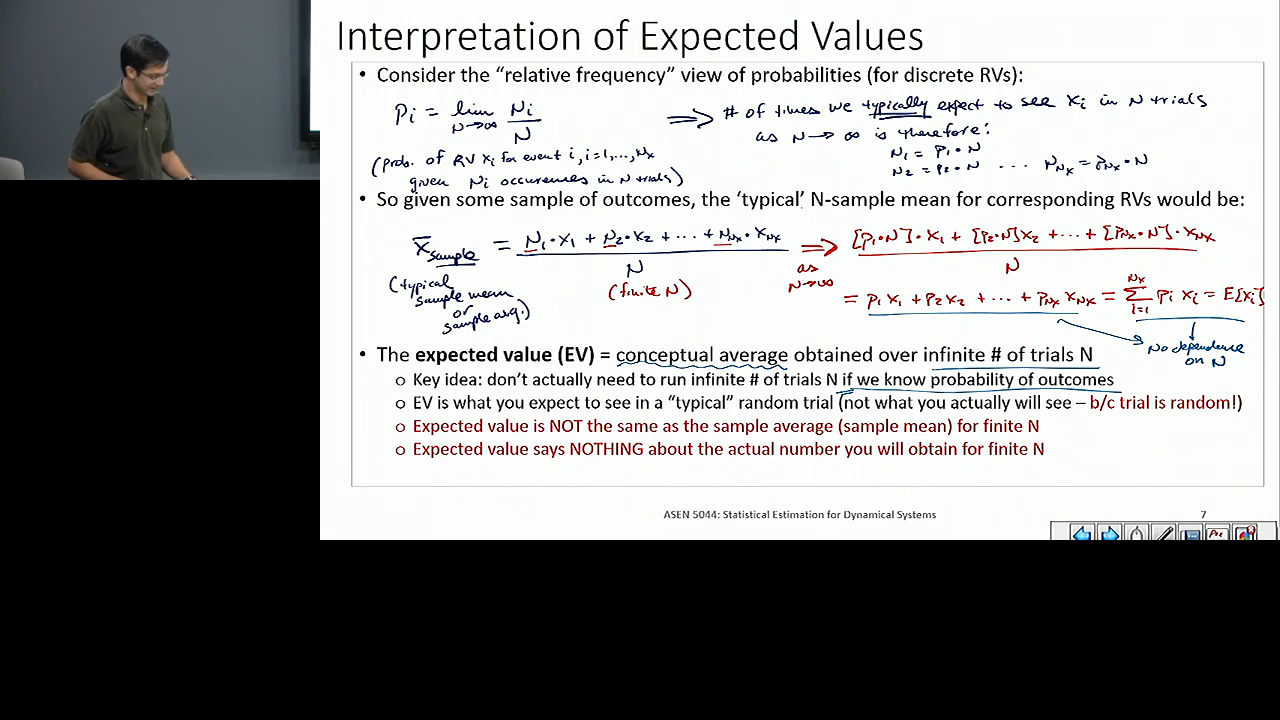 Interpretation of Expected Values
• Consider the “relative frequency” view of probabilities (for discrete RVs):
pi = lim N→∞ Ni/N ⟹ # of times we typically expect to see xi in N trials
as N→∞ is therefore:
(prob. of RV xi for event i, i=1,...,Nx
given Ni occurences in N trials)
N1 = p1·N
N2 = p2·N ... NNx = pNx·N
• So given some sample of outcomes, the ‘typical’ N-sample mean for corresponding RVs would be:
x̄sample = (N1·x1 + N2·x2 + ··· + NNx·xNx)/N ⟹ as N→∞ ([p1·N]·x1 + [p2·N]x2 + ··· + [pNx·N]·xNx)/N
(typical sample mean or sample avg.)
(finite N)
= p1x1 + p2x2 + ··· + pNx xNx = Σ i=1 Nx pi xi = E[xi]
No dependence on N
• The expected value (EV) = conceptual average obtained over infinite # of trials N
o Key idea: don’t actually need to run infinite # of trials N if we know probability of outcomes
o EV is what you expect to see in a “typical” random trial (not what you actually will see – b/c trial is random!)
o Expected value is NOT the same as the sample average (sample mean) for finite N
o Expected value says NOTHING about the actual number you will obtain for finite N
ASEN 5044: Statistical Estimation for Dynamical Systems
7